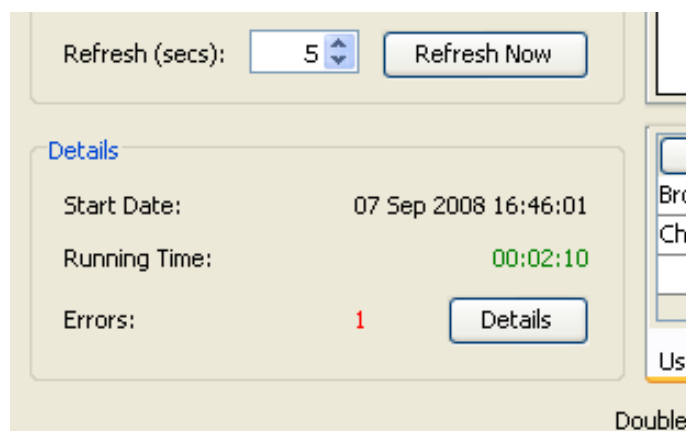 Refresh (secs): 5 Refresh Now
Details
Start Date: 07 Sep 2008 16:46:01
Running Time: 00:02:10
Errors: 1 Details
Bro
Ch
Us
Double